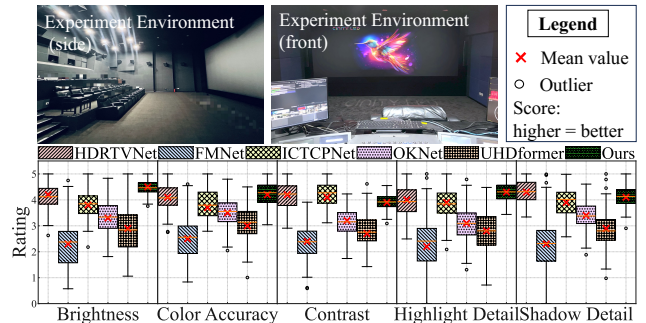 Experiment Environment
(side)
Experiment Environment
(front)
Legend
Mean value
Outlier
Score:
higher = better
HDRTVNet FMNet ICTCPNet OKNet UHDformer Ours
Rating
5
4
3
2
1
0
Brightness Color Accuracy Contrast Highlight Detail Shadow Detail